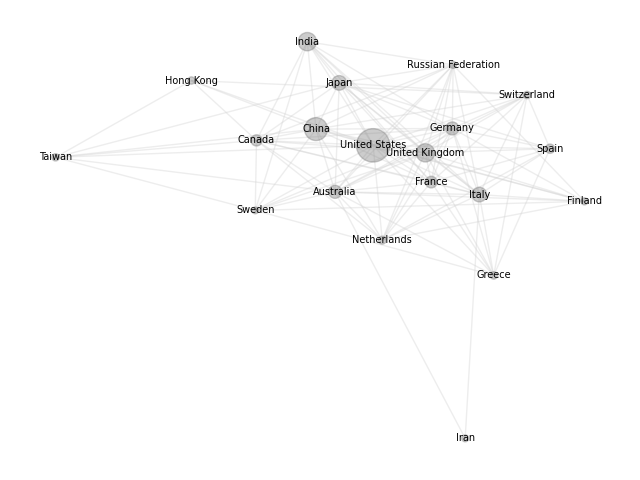 India
Russian Federation
Hong Kong
Japan
Switzerland
China
Germany
Canada
United States
Spain
United Kingdom
Taiwan
France
Australia
Italy
Finland
Sweden
Netherlands
Greece
Iran